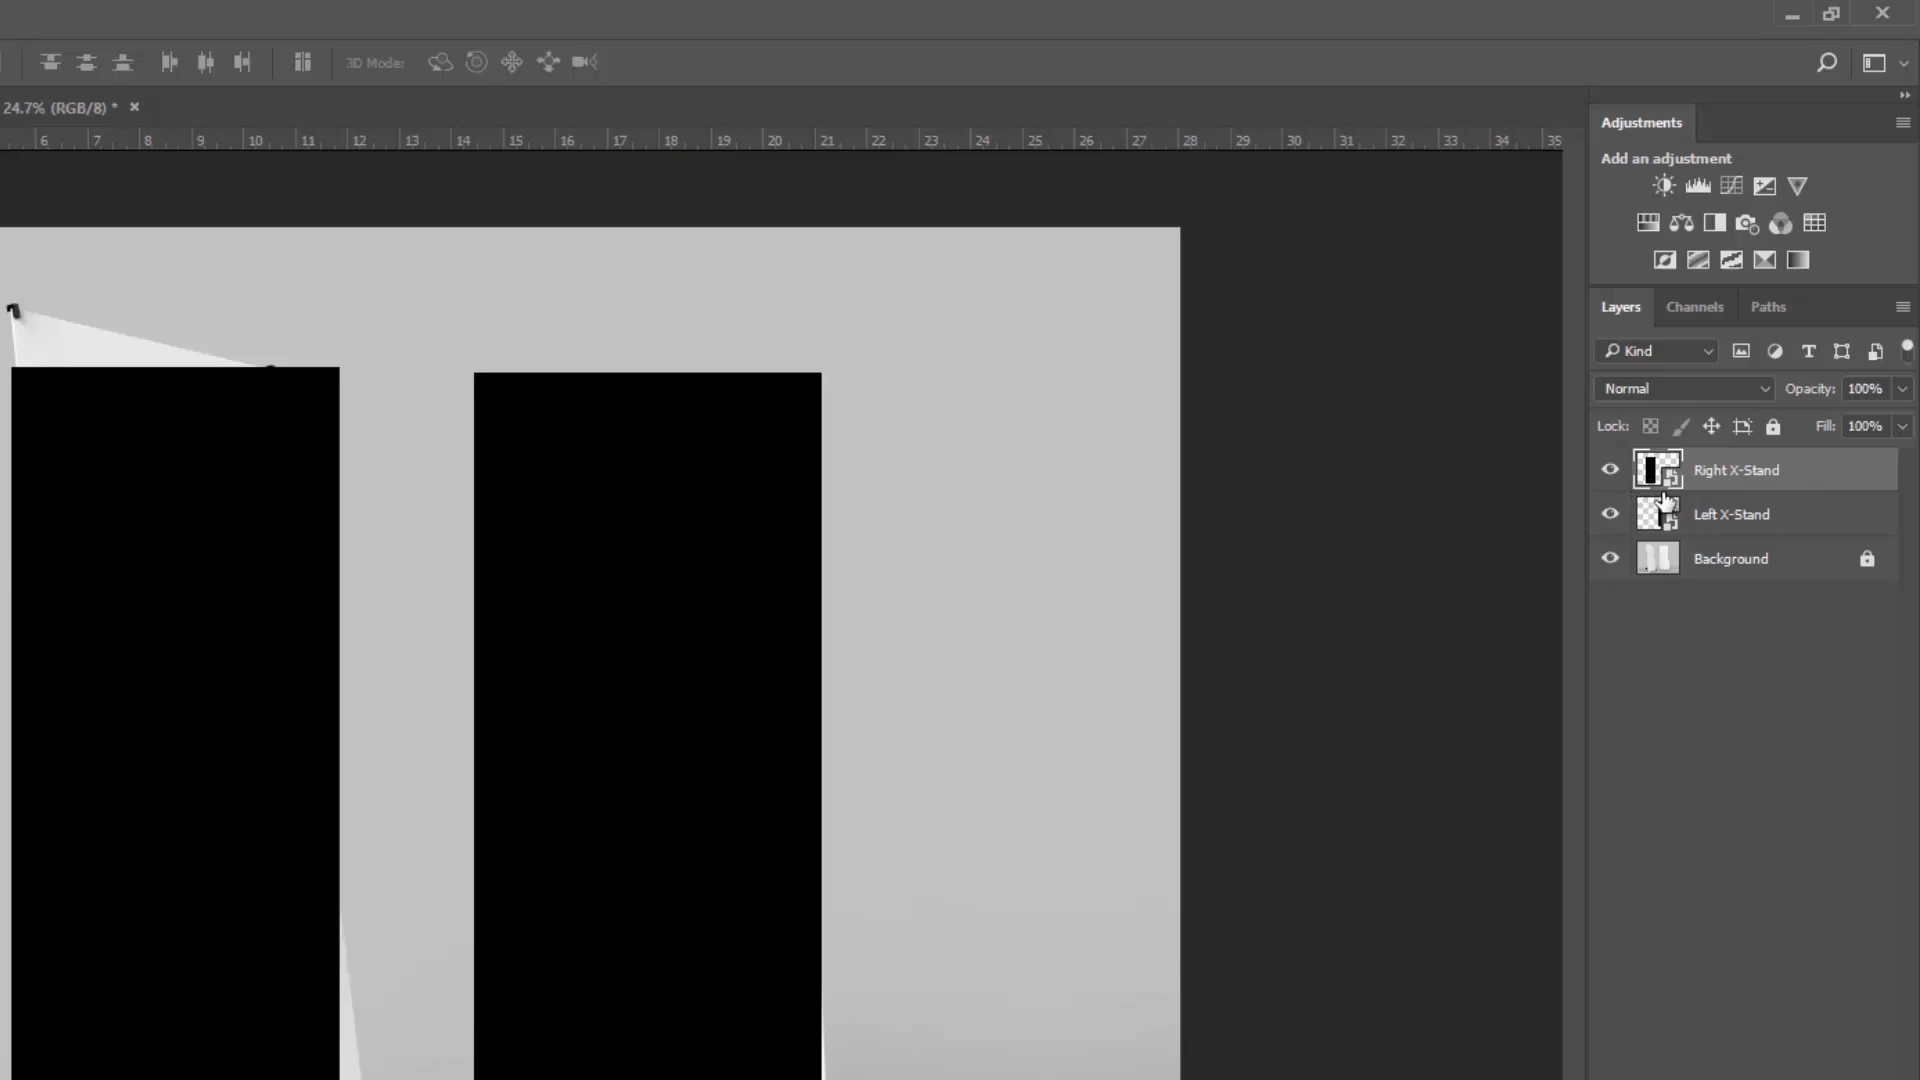 3D Mode:
24.7% (RGB/8) *
6 7 8 9 10 11 12 13 14 15 16 17 18 19 20 21 22 23 24 25 26 27 28 29 30 31 32 33 34 35
Adjustments
Add an adjustment
Layers Channels Paths
Kind
Normal Opacity: 100%
Lock: Fill: 100%
Right X-Stand
Left X-Stand
Background